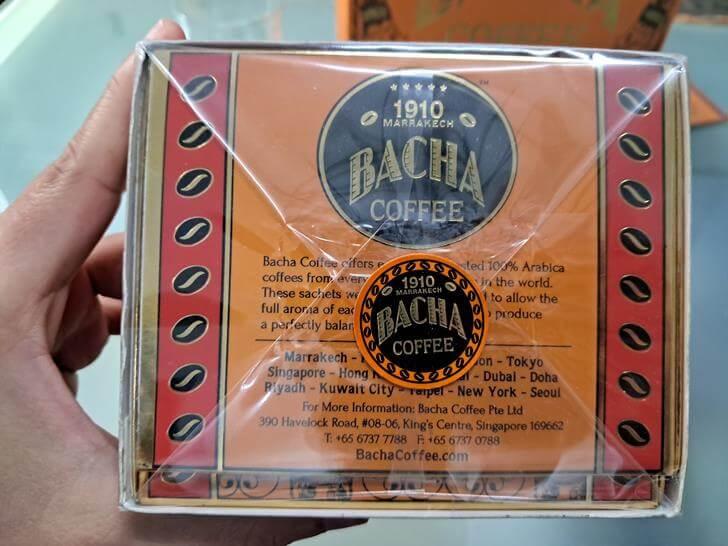 1910
MARRAKECH
BACHA
COFFEE
TM
Bacha Coffee offers 100% Arabica
coffees from every in the world.
These sachets to allow the
full aroma of produce
a perfectly
1910
MARRAKECH
BACHA
COFFEE
Marrakech - - Tokyo
Singapore - Hong - Dubai - Doha
Riyadh - Kuwait City - Taipei - New York - Seoul
For More Information: Bacha Coffee Pte Ltd
390 Havelock Road, #08-06, King's Centre, Singapore 169662
T: +65 6737 7788 F: +65 6737 0788
BachaCoffee.com